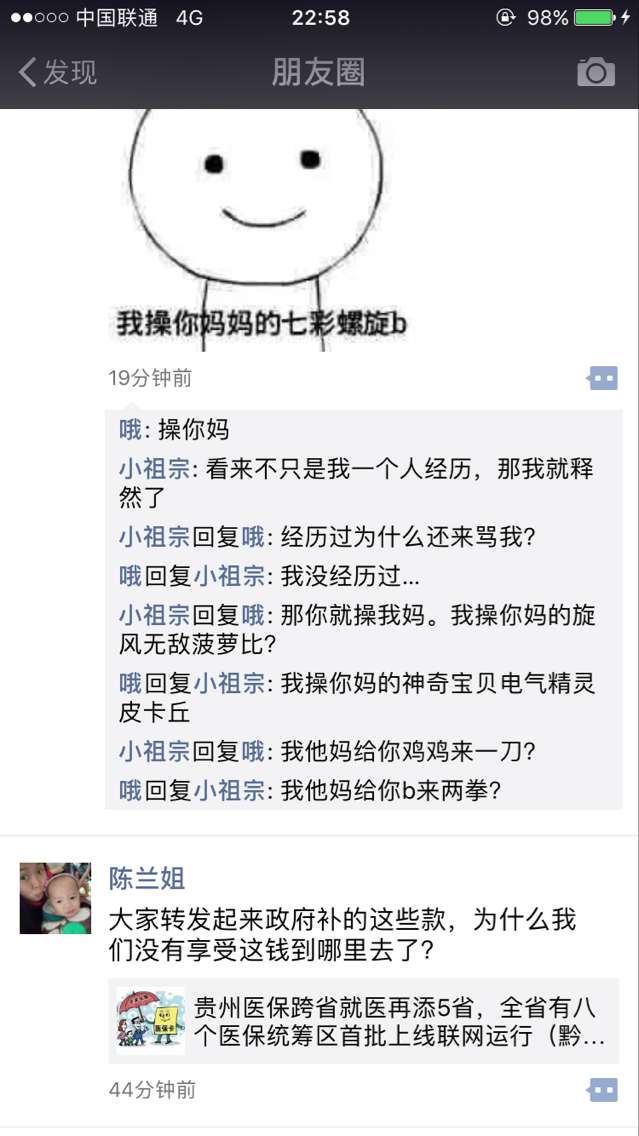 中国联通 4G 22:58 98%
发现 朋友圈
我操你妈妈的七彩螺旋b
19分钟前
哦: 操你妈
小祖宗: 看来不只是我一个人经历，那我就释
然了
小祖宗回复哦: 经历过为什么还来骂我?
哦回复小祖宗: 我没经历过...
小祖宗回复哦: 那你就操我妈。我操你妈的旋
风无敌菠萝比?
哦回复小祖宗: 我操你妈的神奇宝贝电气精灵
皮卡丘
小祖宗回复哦: 我他妈给你鸡鸡来一刀?
哦回复小祖宗: 我他妈给你b来两拳?
陈兰姐
大家转发起来政府补的这些款，为什么我
们没有享受这钱到哪里去了?
医保卡
贵州医保跨省就医再添5省，全省有八
个医保统筹区首批上线联网运行（黔...
44分钟前